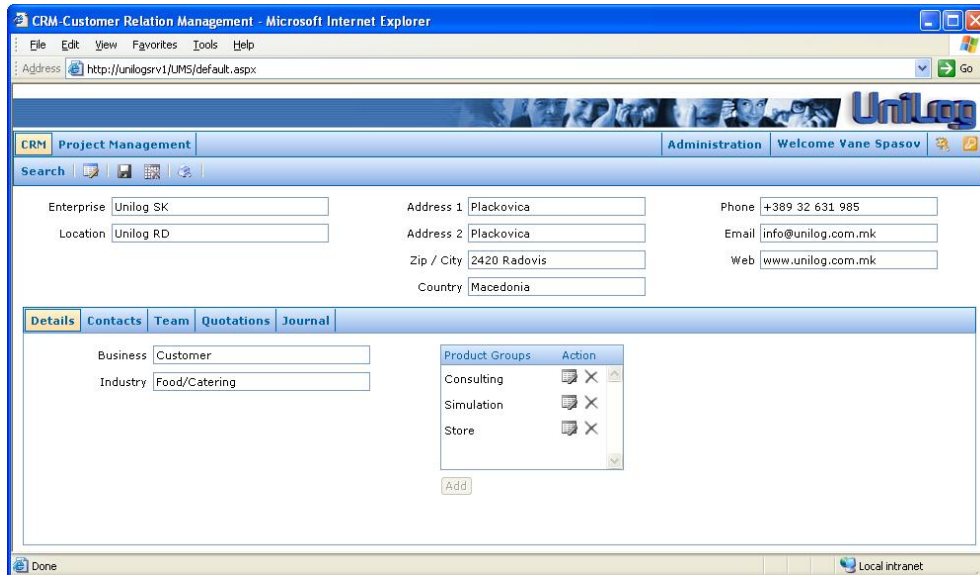 CRM-Customer Relation Management - Microsoft Internet Explorer
File Edit View Favorites Tools Help
Address http://unilogsrv1/UMS/default.aspx Go
UniLog
CRM Project Management Administration Welcome Vane Spasov
Search
Enterprise Unilog SK Address 1 Plackovica Phone +389 32 631 985
Location Unilog RD Address 2 Plackovica Email info@unilog.com.mk
Zip / City 2420 Radovis Web www.unilog.com.mk
Country Macedonia
Details Contacts Team Quotations Journal
Business Customer Product Groups Action
Industry Food/Catering Consulting
Simulation
Store
Add
Done Local intranet